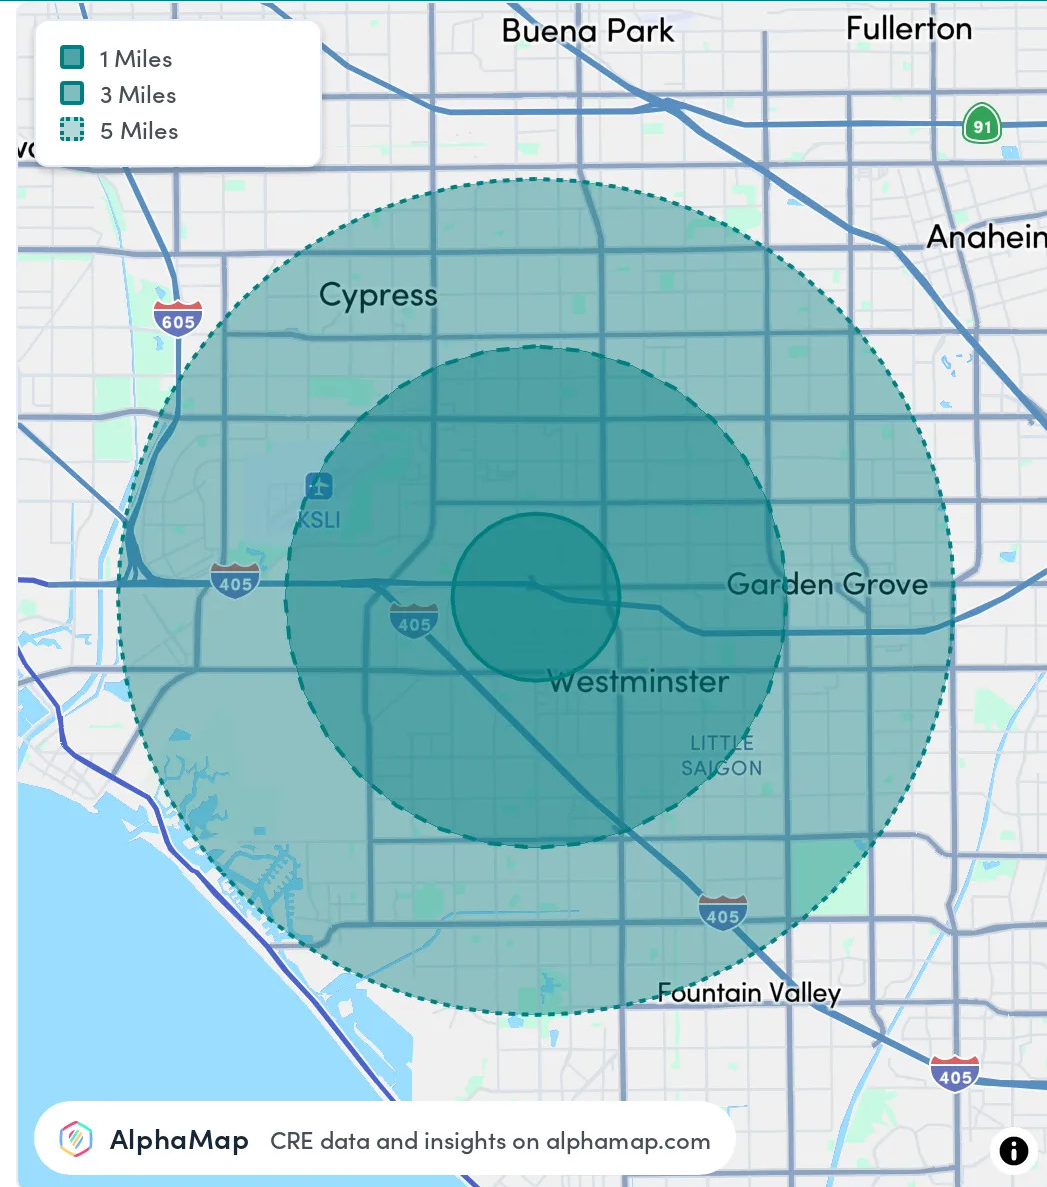 Buena Park
Fullerton
1 Miles
3 Miles
5 Miles
91
Anaheim
Cypress
605
KSLI
405
Garden Grove
405
Westminster
LITTLE
SAIGON
405
Fountain Valley
405
AlphaMap CRE data and insights on alphamap.com